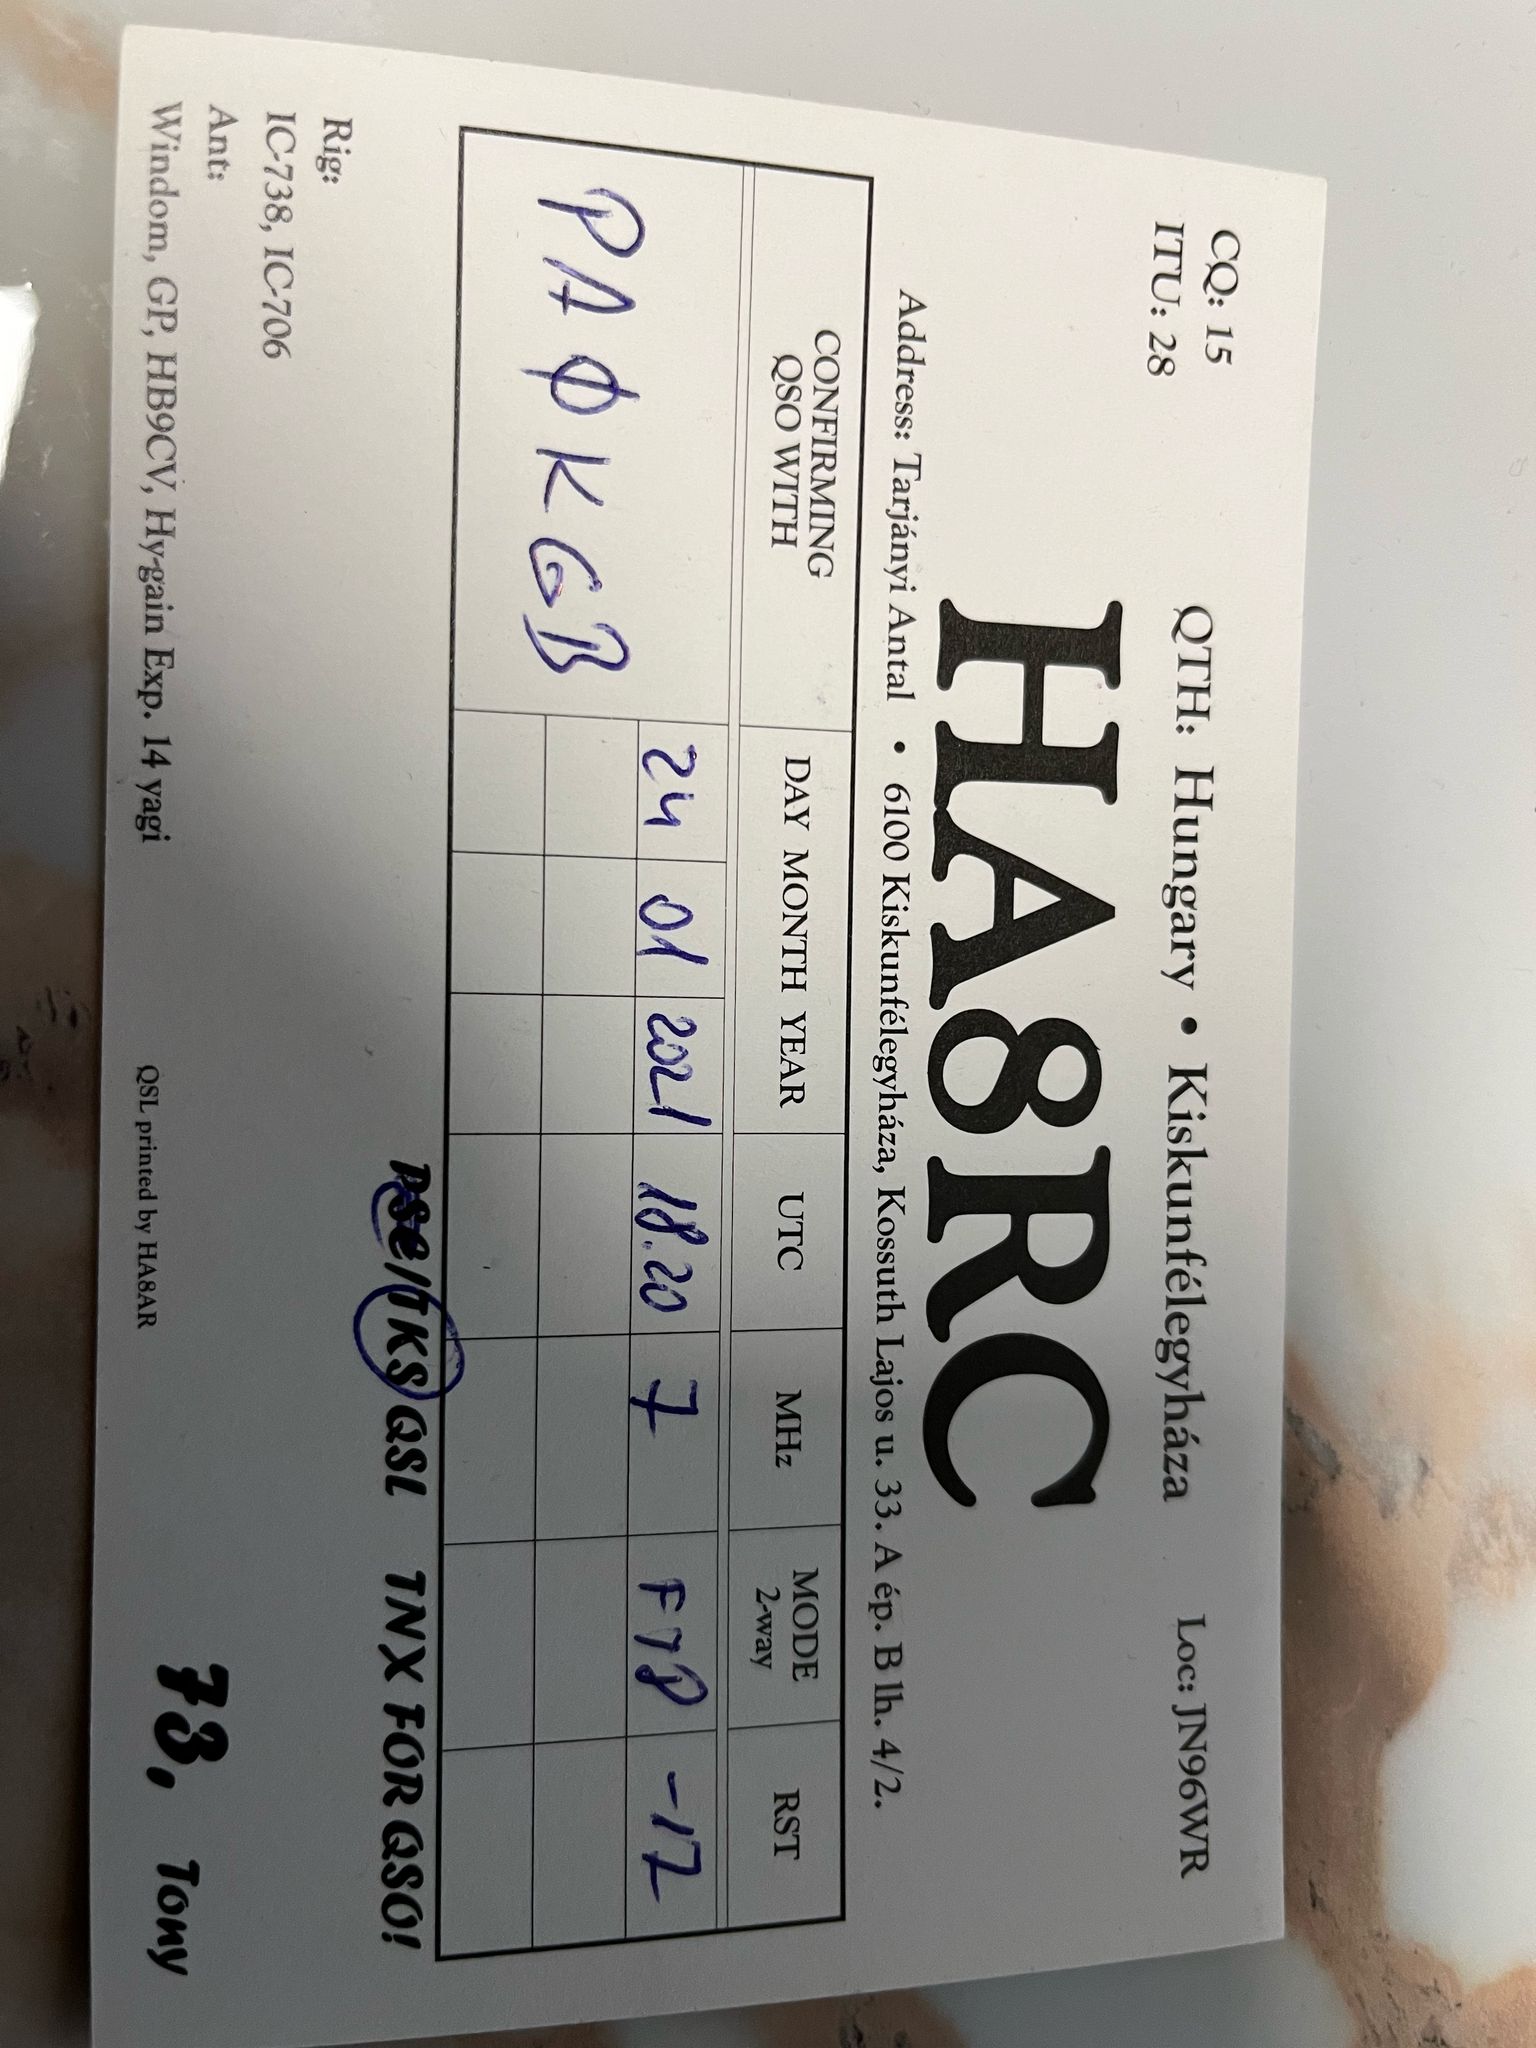 CQ: 15
ITU: 28
QTH: Hungary • Kiskunfélegyháza
Loc: JN96WR
HA8RC
Address: Tarjányi Antal • 6100 Kiskunfélegyháza, Kossuth Lajos u. 33. A ép. B lh. 4/2.
CONFIRMING QSO WITH DAY MONTH YEAR UTC MHz MODE 2-way RST
PAØKGB 24 01 2021 18.20 7 FT8 -17
PSE/TKS QSL TNX FOR QSO!
Rig:
IC-738, IC-706
Ant:
Windom, GP, HB9CV, Hy-gain Exp. 14 yagi
QSL printed by HA8AR
73, Tony